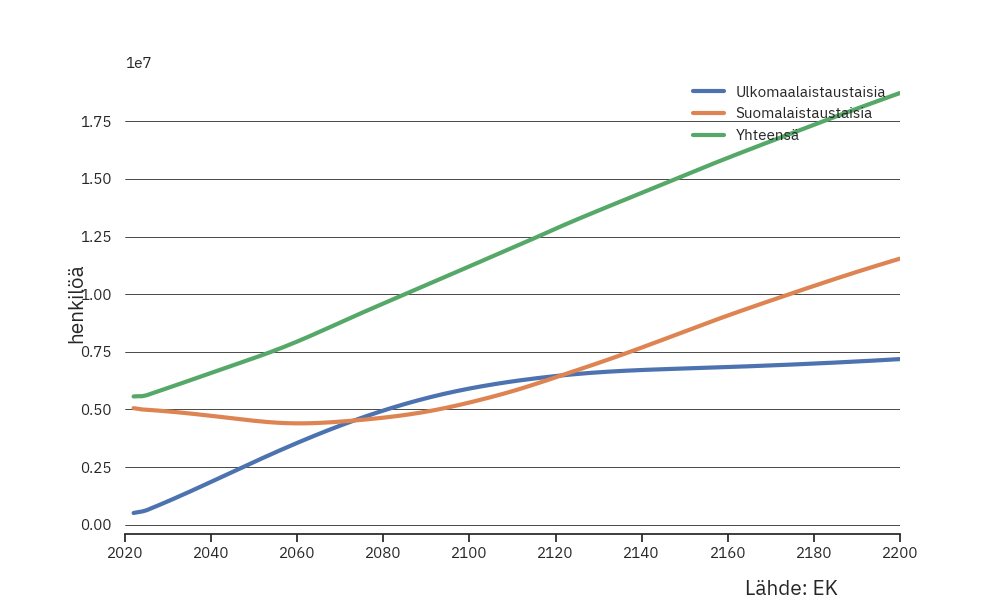 1e7
Ulkomaalaistaustaisia
Suomalaistaustaisia
Yhteensä
1.75
1.50
1.25
1.00
0.75
0.50
0.25
0.00
henkilöä
2020 2040 2060 2080 2100 2120 2140 2160 2180 2200
Lähde: EK